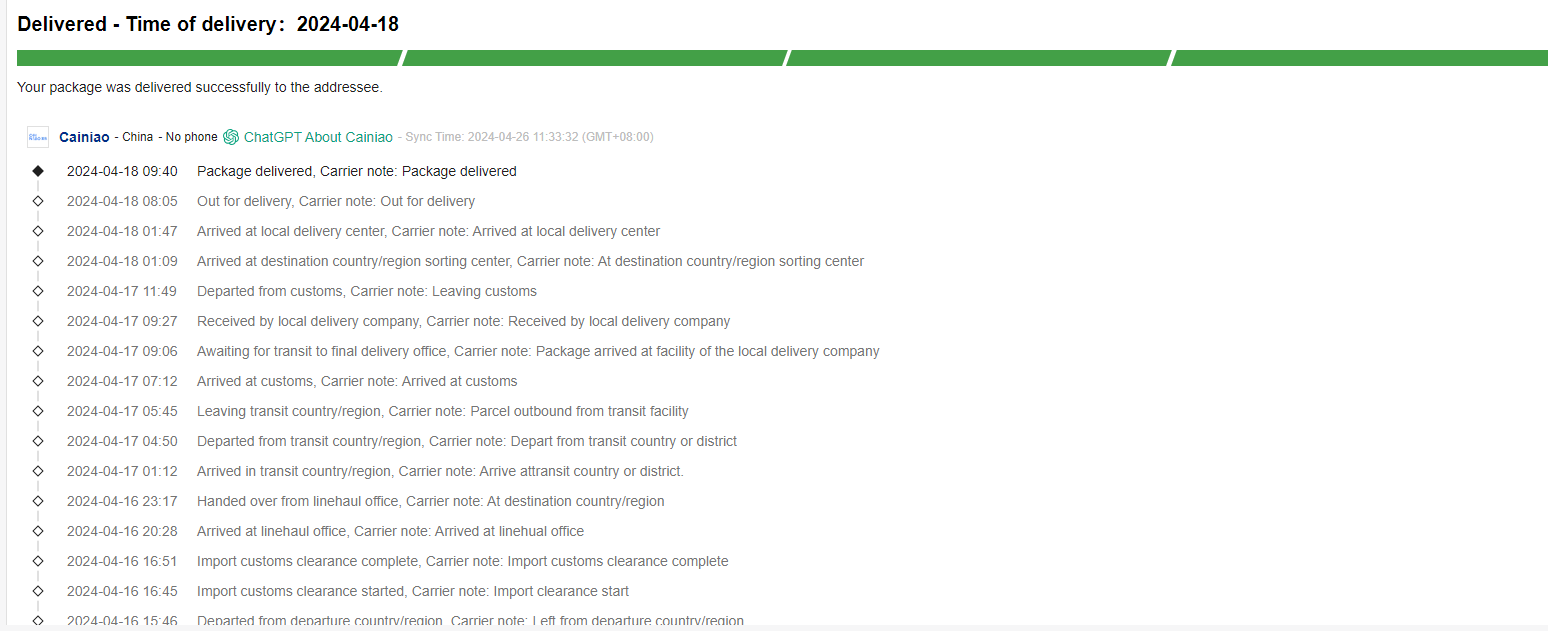 Delivered - Time of delivery：2024-04-18
Your package was delivered successfully to the addressee.
Cainiao - China - No phone ChatGPT About Cainiao - Sync Time: 2024-04-26 11:33:32 (GMT+08:00)
2024-04-18 09:40 Package delivered, Carrier note: Package delivered
2024-04-18 08:05 Out for delivery, Carrier note: Out for delivery
2024-04-18 01:47 Arrived at local delivery center, Carrier note: Arrived at local delivery center
2024-04-18 01:09 Arrived at destination country/region sorting center, Carrier note: At destination country/region sorting center
2024-04-17 11:49 Departed from customs, Carrier note: Leaving customs
2024-04-17 09:27 Received by local delivery company, Carrier note: Received by local delivery company
2024-04-17 09:06 Awaiting for transit to final delivery office, Carrier note: Package arrived at facility of the local delivery company
2024-04-17 07:12 Arrived at customs, Carrier note: Arrived at customs
2024-04-17 05:45 Leaving transit country/region, Carrier note: Parcel outbound from transit facility
2024-04-17 04:50 Departed from transit country/region, Carrier note: Depart from transit country or district
2024-04-17 01:12 Arrived in transit country/region, Carrier note: Arrive attransit country or district.
2024-04-16 23:17 Handed over from linehaul office, Carrier note: At destination country/region
2024-04-16 20:28 Arrived at linehaul office, Carrier note: Arrived at linehual office
2024-04-16 16:51 Import customs clearance complete, Carrier note: Import customs clearance complete
2024-04-16 16:45 Import customs clearance started, Carrier note: Import clearance start
2024-04-16 15:46 Departed from departure country/region, Carrier note: Left from departure country/region